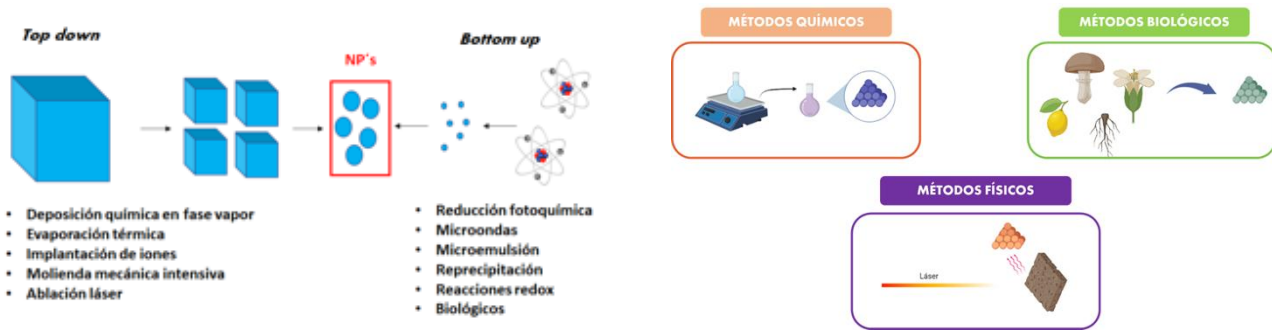 Top down
Bottom up
NP´s
• Deposición química en fase vapor
• Evaporación térmica
• Implantación de iones
• Molienda mecánica intensiva
• Ablación láser
• Reducción fotoquímica
• Microondas
• Microemulsión
• Reprecipitación
• Reacciones redox
• Biológicos
MÉTODOS QUÍMICOS
MÉTODOS BIOLÓGICOS
MÉTODOS FÍSICOS
Láser